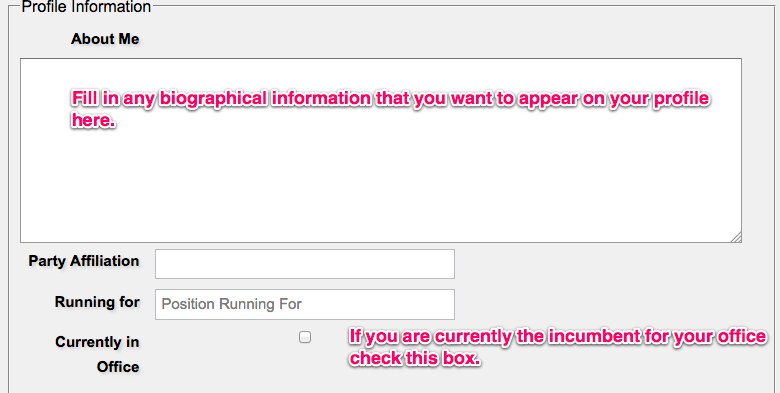 Profile Information
About Me
Fill in any biographical information that you want to appear on your profile
here.
Party Affiliation
Running for
Position Running For
Currently in
Office
If you are currently the incumbent for your office
check this box.